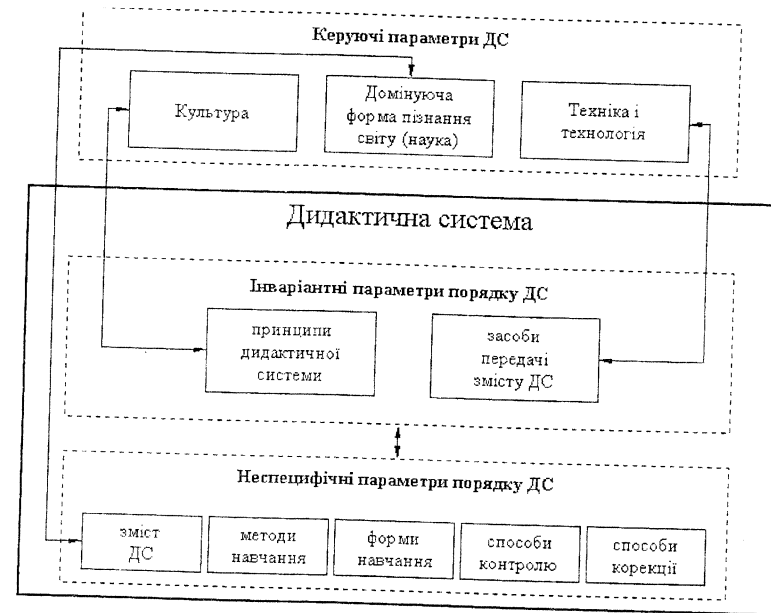 Керуючі параметри ДС
Культура
Домінуюча
форма пізнання
світу (наука)
Техніка і
технологія
Дидактична система
Інваріантні параметри порядку ДС
принципи
дидактичної
системи
засоби
передачі
змісту ДС
Неспецифічні параметри порядку ДС
зміст
ДС
методи
навчання
форми
навчання
способи
контролю
способи
корекції